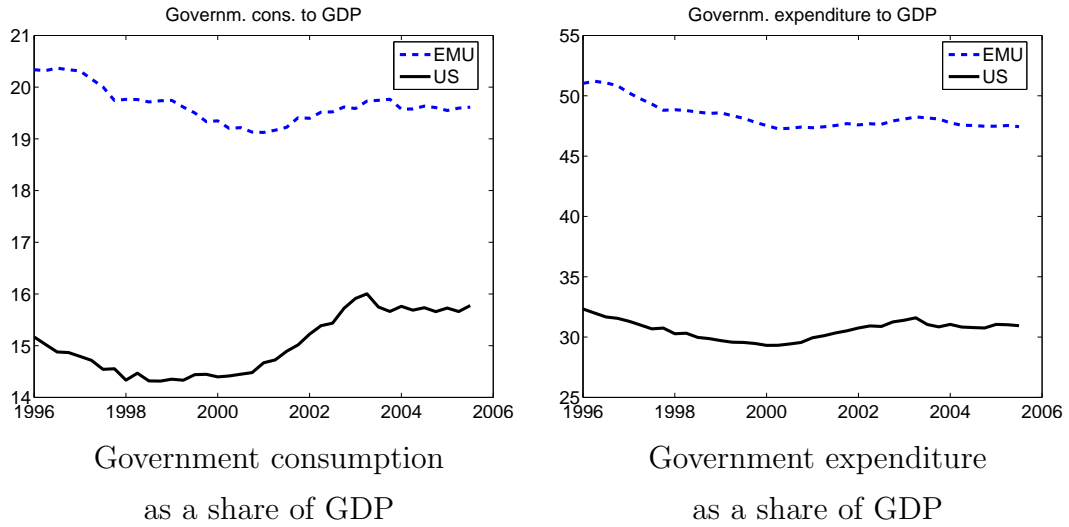 Governm. cons. to GDP
21
20
19
18
17
16
15
14
1996 1998 2000 2002 2004 2006
EMU
US
Government consumption
as a share of GDP
Governm. expenditure to GDP
55
50
45
40
35
30
25
1996 1998 2000 2002 2004 2006
EMU
US
Government expenditure
as a share of GDP